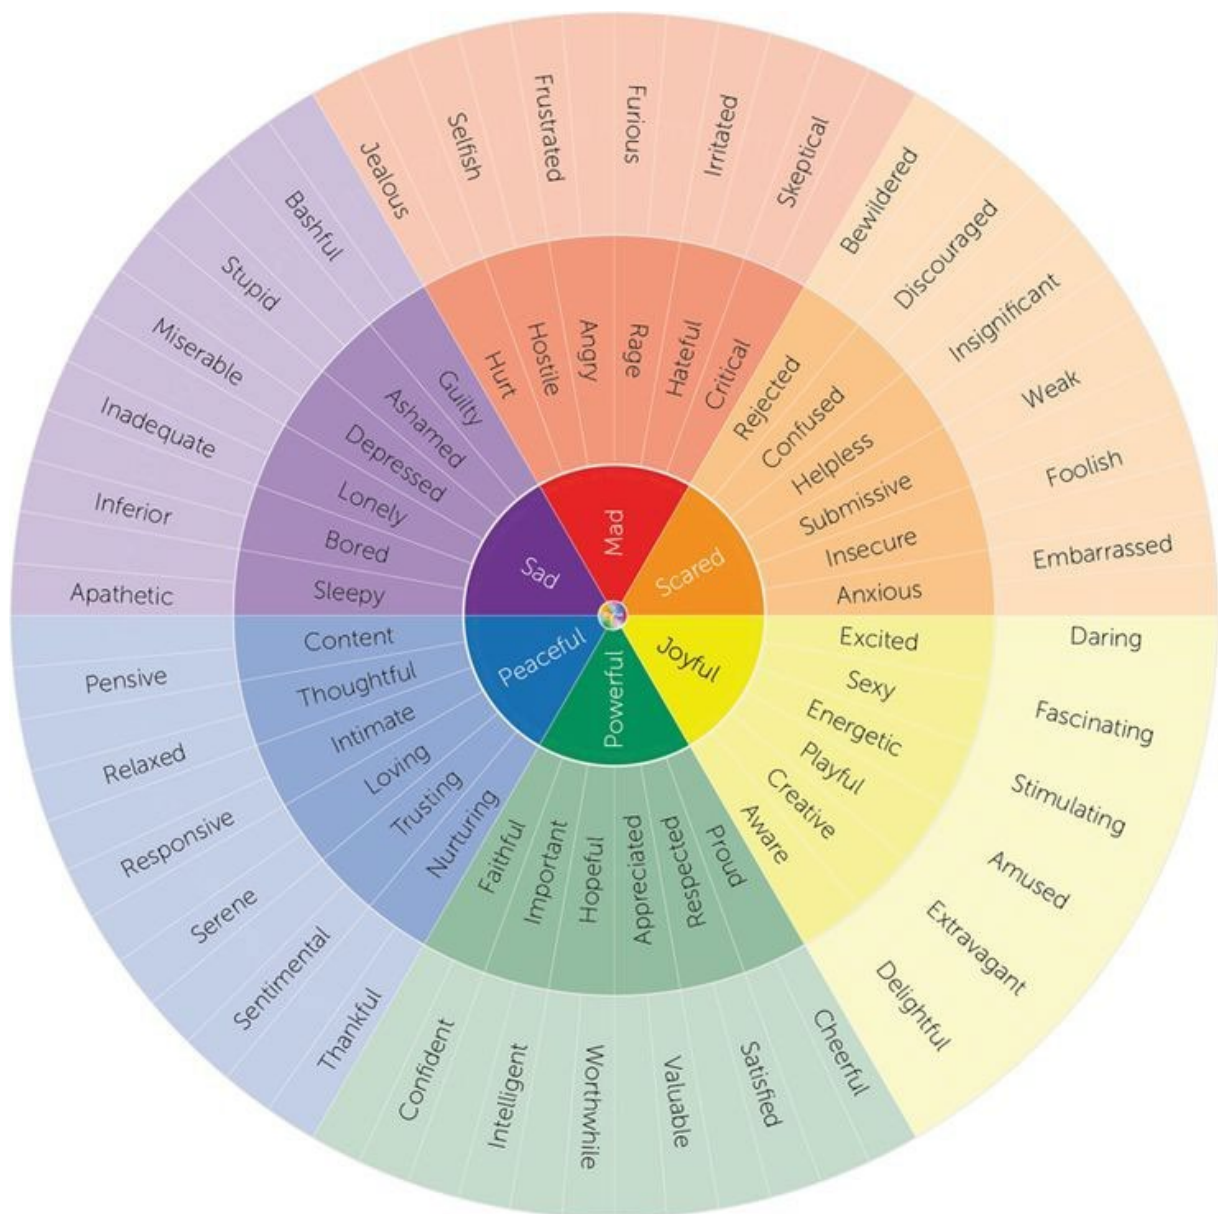 Mad
Scared
Joyful
Powerful
Peaceful
Sad
Hurt
Hostile
Angry
Rage
Hateful
Critical
Rejected
Confused
Helpless
Submissive
Insecure
Anxious
Excited
Sexy
Energetic
Playful
Creative
Aware
Proud
Respected
Appreciated
Hopeful
Important
Faithful
Nurturing
Trusting
Loving
Intimate
Thoughtful
Content
Sleepy
Bored
Lonely
Depressed
Ashamed
Guilty
Jealous
Selfish
Frustrated
Furious
Irritated
Skeptical
Bewildered
Discouraged
Insignificant
Weak
Foolish
Embarrassed
Daring
Fascinating
Stimulating
Amused
Extravagant
Delightful
Cheerful
Satisfied
Valuable
Worthwhile
Intelligent
Confident
Thankful
Sentimental
Serene
Responsive
Relaxed
Pensive
Apathetic
Inferior
Inadequate
Miserable
Stupid
Bashful